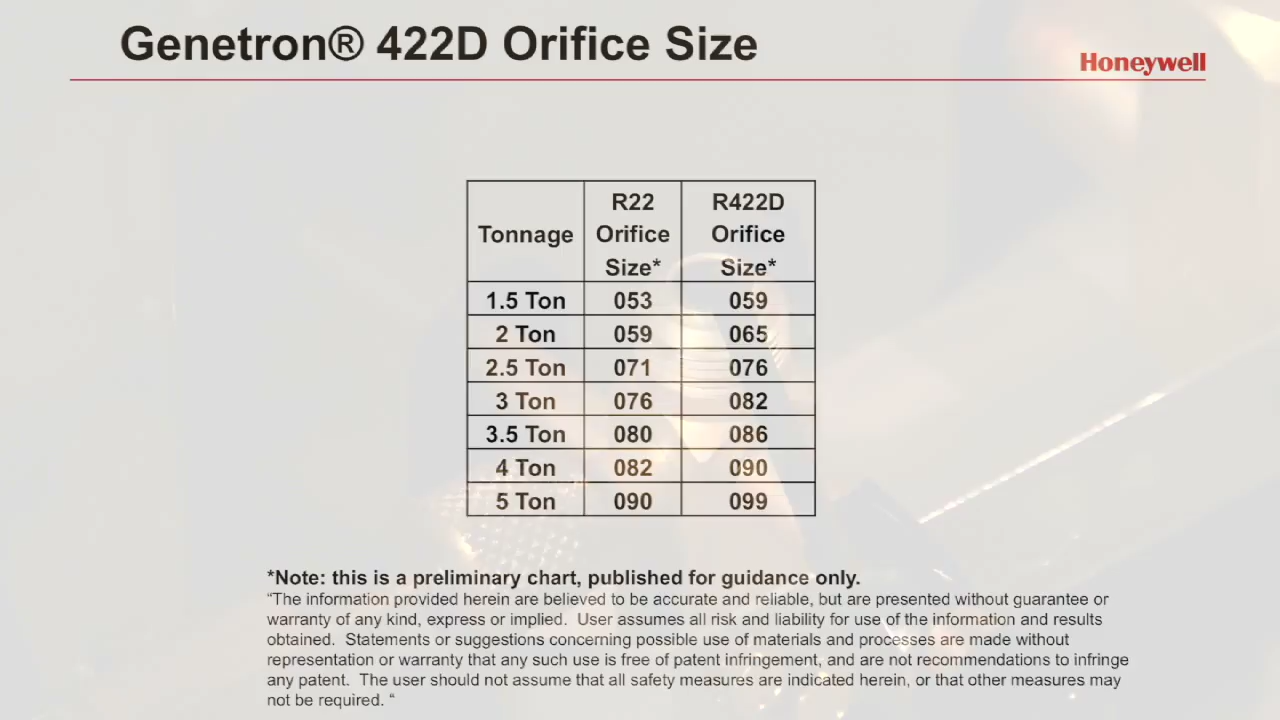 Genetron® 422D Orifice Size
Honeywell
Tonnage R22 Orifice Size* R422D Orifice Size*
1.5 Ton 053 059
2 Ton 059 065
2.5 Ton 071 076
3 Ton 076 082
3.5 Ton 080 086
4 Ton 082 090
5 Ton 090 099
*Note: this is a preliminary chart, published for guidance only.
“The information provided herein are believed to be accurate and reliable, but are presented without guarantee or
warranty of any kind, express or implied. User assumes all risk and liability for use of the information and results
obtained. Statements or suggestions concerning possible use of materials and processes are made without
representation or warranty that any such use is free of patent infringement, and are not recommendations to infringe
any patent. The user should not assume that all safety measures are indicated herein, or that other measures may
not be required. “